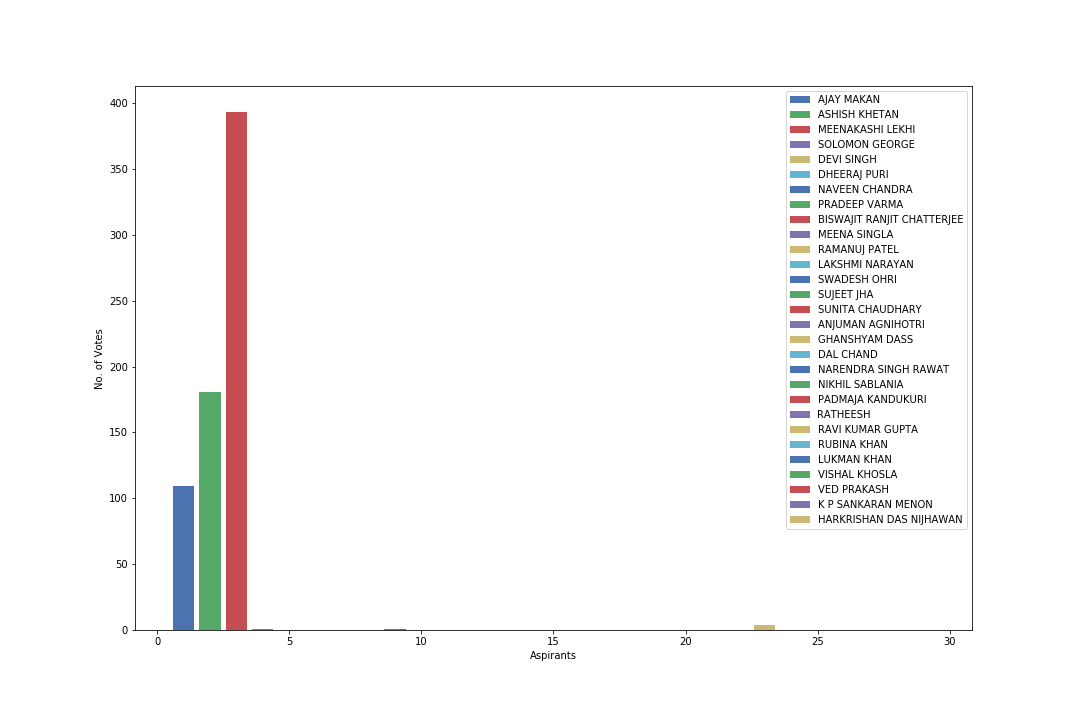 400
350
300
250
200
150
100
50
0
No. of Votes
0 5 10 15 20 25 30
Aspirants
AJAY MAKAN
ASHISH KHETAN
MEENAKASHI LEKHI
SOLOMON GEORGE
DEVI SINGH
DHEERAJ PURI
NAVEEN CHANDRA
PRADEEP VARMA
BISWAJIT RANJIT CHATTERJEE
MEENA SINGLA
RAMANUJ PATEL
LAKSHMI NARAYAN
SWADESH OHRI
SUJEET JHA
SUNITA CHAUDHARY
ANJUMAN AGNIHOTRI
GHANSHYAM DASS
DAL CHAND
NARENDRA SINGH RAWAT
NIKHIL SABLANIA
PADMAJA KANDUKURI
RATHEESH
RAVI KUMAR GUPTA
RUBINA KHAN
LUKMAN KHAN
VISHAL KHOSLA
VED PRAKASH
K P SANKARAN MENON
HARKRISHAN DAS NIJHAWAN